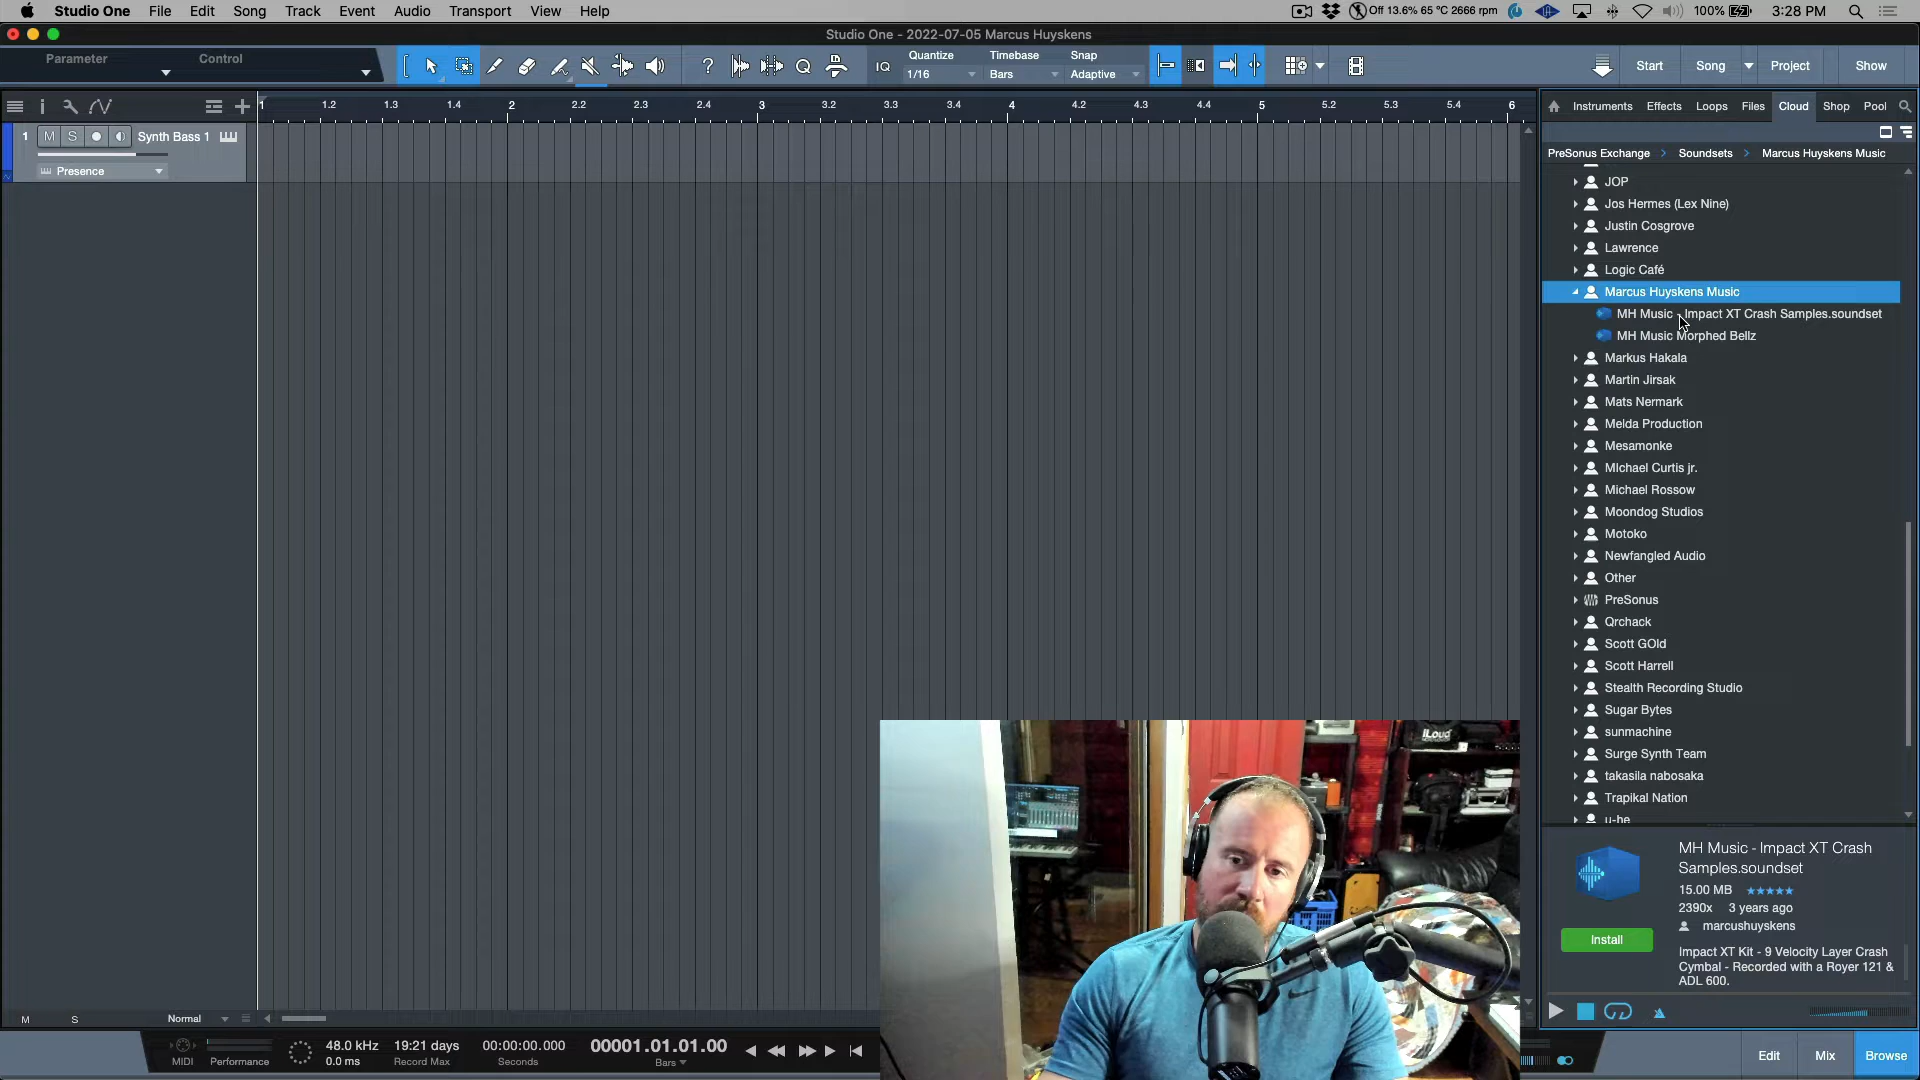 Studio One File Edit Song Track Event Audio Transport View Help Off 13.6% 65 °C 2666 rpm 100% 3:28 PM
Studio One - 2022-07-05 Marcus Huyskens
Parameter Control
IQ Quantize Timebase Snap
1/16 Bars Adaptive
Start Song Project Show
1 1.2 1.3 1.4 2 2.2 2.3 2.4 3 3.2 3.3 3.4 4 4.2 4.3 4.4 5 5.2 5.3 5.4 6
Instruments Effects Loops Files Cloud Shop Pool
1 M S Synth Bass 1
Presence
PreSonus Exchange > Soundsets > Marcus Huyskens Music
JOP
Jos Hermes (Lex Nine)
Justin Cosgrove
Lawrence
Logic Café
Marcus Huyskens Music
MH Music - Impact XT Crash Samples.soundset
MH Music Morphed Bellz
Markus Hakala
Martin Jirsak
Mats Nermark
Melda Production
Mesamonke
MIchael Curtis jr.
Michael Rossow
Moondog Studios
Motoko
Newfangled Audio
Other
PreSonus
Qrchack
Scott GOld
Scott Harrell
Stealth Recording Studio
Sugar Bytes
sunmachine
Surge Synth Team
takasila nabosaka
Trapikal Nation
u-he
MH Music - Impact XT Crash
Samples.soundset
15.00 MB ★★★★★
2390x 3 years ago
marcushuyskens
Install
Impact XT Kit - 9 Velocity Layer Crash
Cymbal - Recorded with a Royer 121 &
ADL 600.
iLoud
M S Normal
MIDI Performance
48.0 kHz
0.0 ms
19:21 days
Record Max
00:00:00.000
Seconds
00001.01.01.00
Bars
Edit Mix Browse